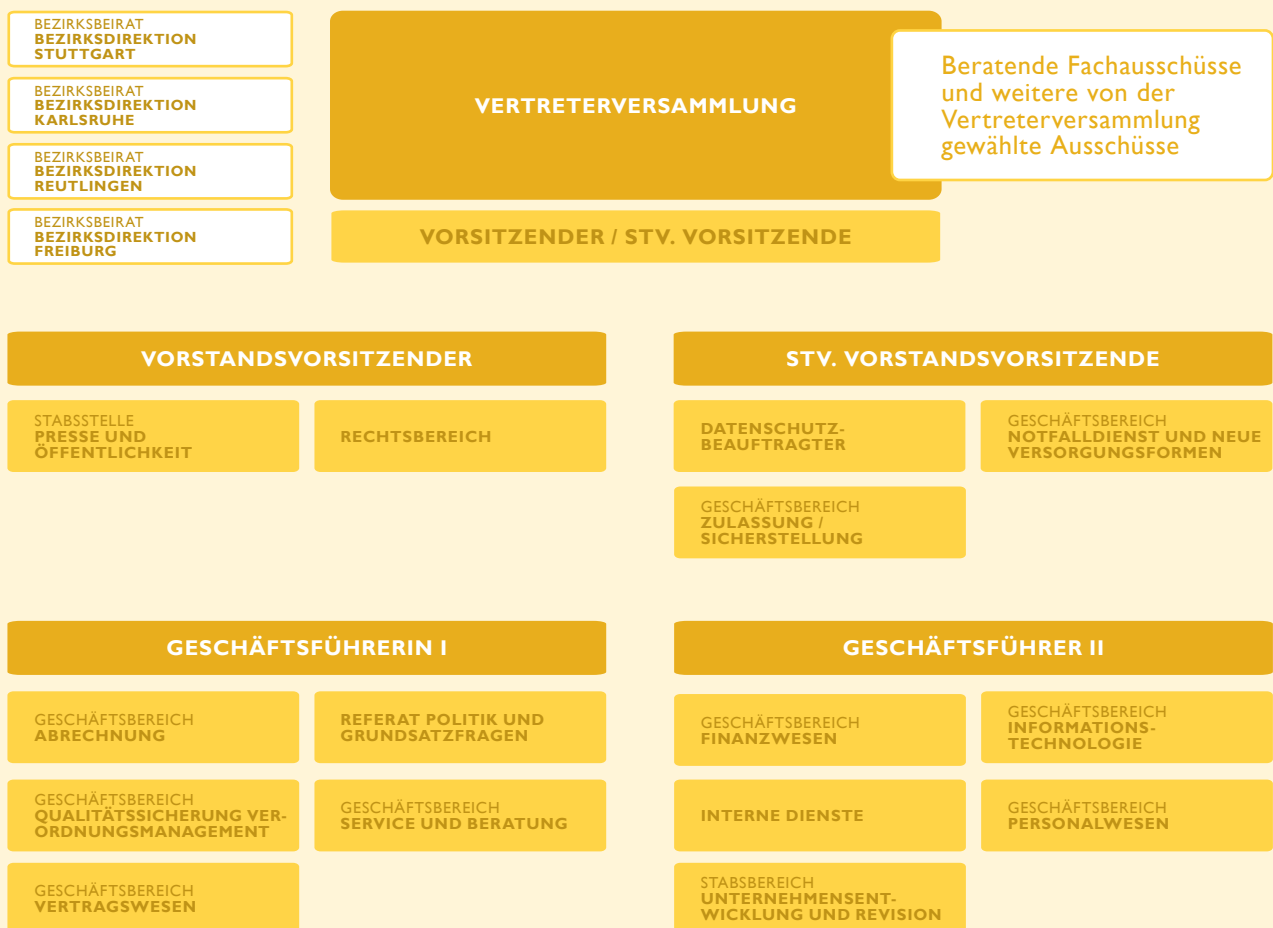 BEZIRKSBEIRAT
BEZIRKSDIREKTION
STUTTGART
BEZIRKSBEIRAT
BEZIRKSDIREKTION
KARLSRUHE
BEZIRKSBEIRAT
BEZIRKSDIREKTION
REUTLINGEN
BEZIRKSBEIRAT
BEZIRKSDIREKTION
FREIBURG
VERTRETERVERSAMMLUNG
Beratende Fachausschüsse
und weitere von der
Vertreterversammlung
gewählte Ausschüsse
VORSITZENDER / STV. VORSITZENDE
VORSTANDSVORSITZENDER
STABSSTELLE
PRESSE UND
ÖFFENTLICHKEIT
RECHTSBEREICH
STV. VORSTANDSVORSITZENDE
DATENSCHUTZ-
BEAUFTRAGTER
GESCHÄFTSBEREICH
NOTFALLDIENST UND NEUE
VERSORGUNGSFORMEN
GESCHÄFTSBEREICH
ZULASSUNG /
SICHERSTELLUNG
GESCHÄFTSFÜHRERIN I
GESCHÄFTSBEREICH
ABRECHNUNG
REFERAT POLITIK UND
GRUNDSATZFRAGEN
GESCHÄFTSBEREICH
QUALITÄTSSICHERUNG VER-
ORDNUNGSMANAGEMENT
GESCHÄFTSBEREICH
SERVICE UND BERATUNG
GESCHÄFTSBEREICH
VERTRAGSWESEN
GESCHÄFTSFÜHRER II
GESCHÄFTSBEREICH
FINANZWESEN
GESCHÄFTSBEREICH
INFORMATIONS-
TECHNOLOGIE
INTERNE DIENSTE
GESCHÄFTSBEREICH
PERSONALWESEN
STABSBEREICH
UNTERNEHMENSENT-
WICKLUNG UND REVISION